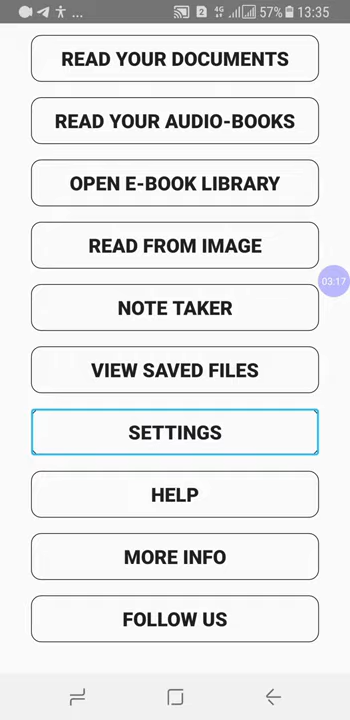 ... 57% 13:35
READ YOUR DOCUMENTS
READ YOUR AUDIO-BOOKS
OPEN E-BOOK LIBRARY
READ FROM IMAGE
03:17
NOTE TAKER
VIEW SAVED FILES
SETTINGS
HELP
MORE INFO
FOLLOW US